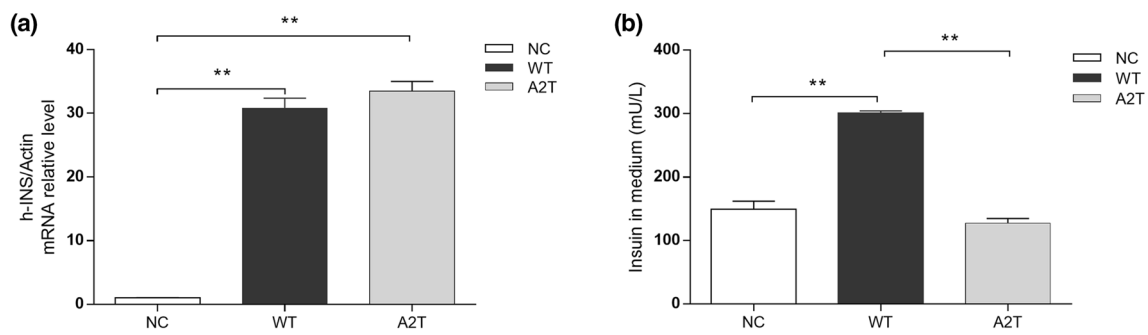 (a)
h-INS/Actin
mRNA relative level
40
30
20
10
0
**
**
NC
WT
A2T
NC
WT
A2T
(b)
Insuin in medium (mU/L)
400
300
200
100
0
**
**
NC
WT
A2T
NC
WT
A2T